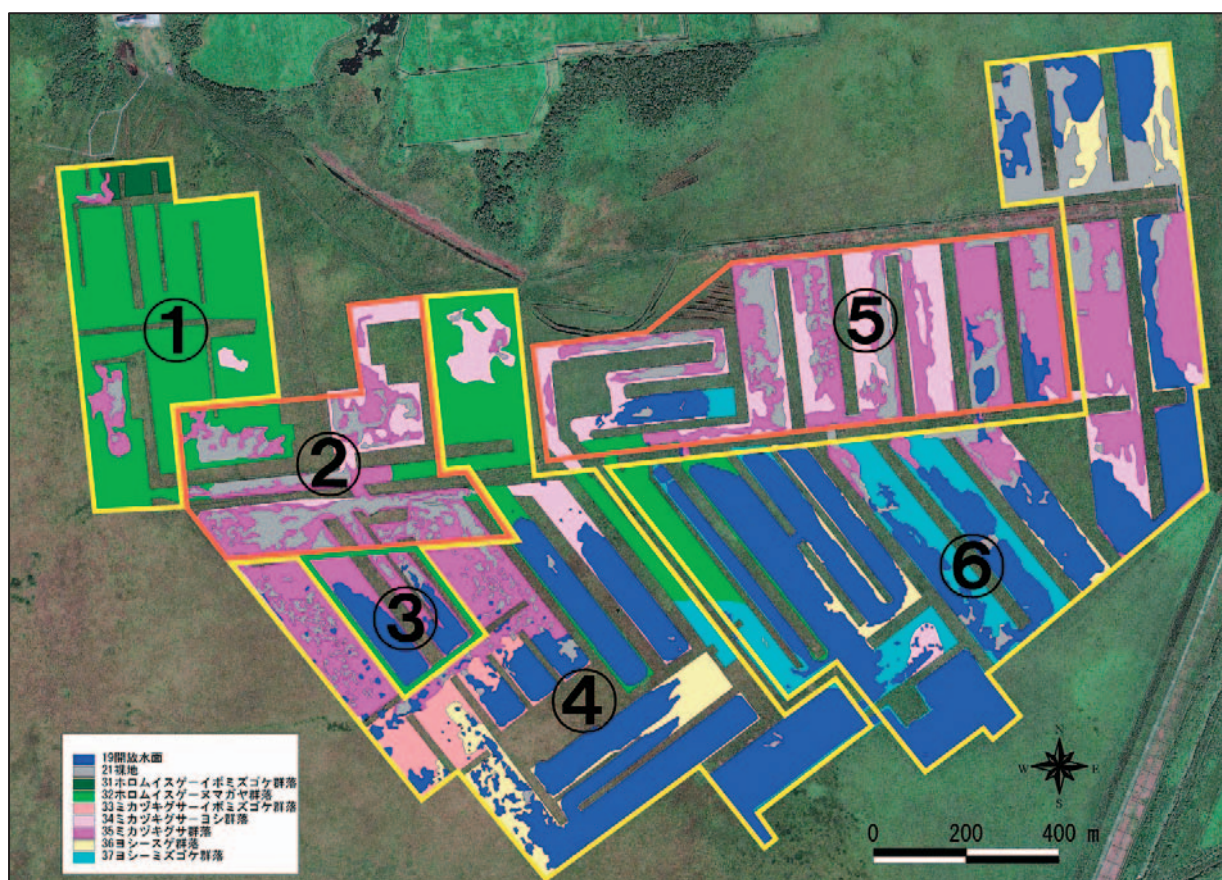 ①
②
③
④
⑤
⑥
19開放水面
21裸地
31ホロムイスゲーイボミズゴケ群落
32ホロムイスゲーヌマガヤ群落
33ミカヅキグサーイボミズゴケ群落
34ミカヅキグサーヨシ群落
35ミカヅキグサ群落
36ヨシースゲ群落
37ヨシーミズゴケ群落
N
W E
S
0 200 400 m